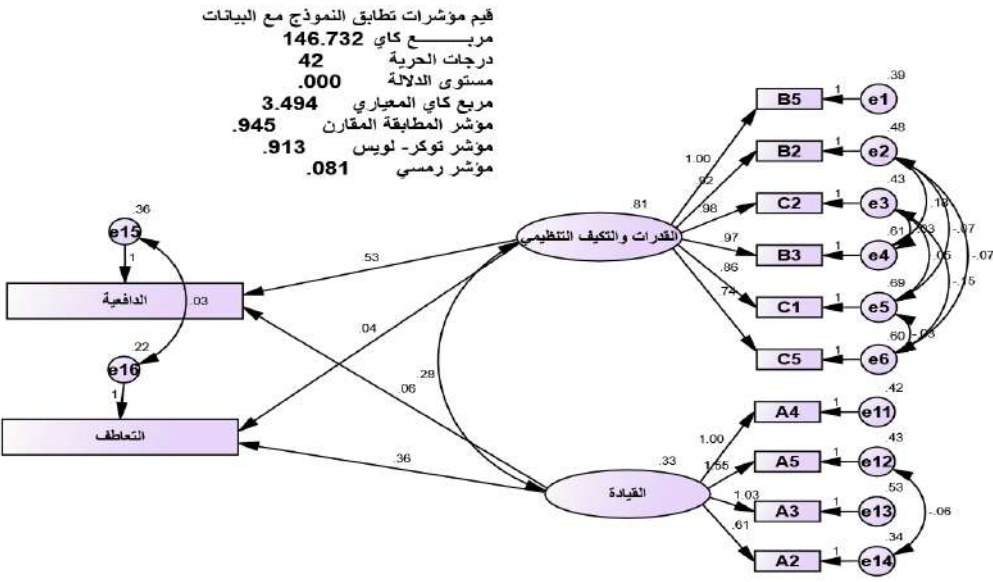 قيم مؤشرات تطابق النموذج مع البيانات
مربـــــــع كاي 146.732
درجات الحرية 42
مستوى الدلالة .000
مربع كاي المعياري 3.494
مؤشر المطابقة المقارن .945
مؤشر توكر- لويس .913
مؤشر رمسي .081
.39
B5 1 e1
.48
1.00 B2 1 e2
.92 .43
.81 .98 C2 1 e3 .13
.36 القدرات والتكيف التنظيمي .97 .61 .03 -.07
e15 B3 1 e4 .05 -.07
1 .53 .86 .69 -.15
الدافعية .03 .74 C1 1 e5
.22 .04 .60 -.03
e16 C5 1 e6
1 .28 .06 .42
التعاطف A4 1 e11
1.00 .43
.36 .33 1.55 A5 1 e12
القيادة 1.03 .53 -.06
A3 1 e13
.61 .34
A2 1 e14